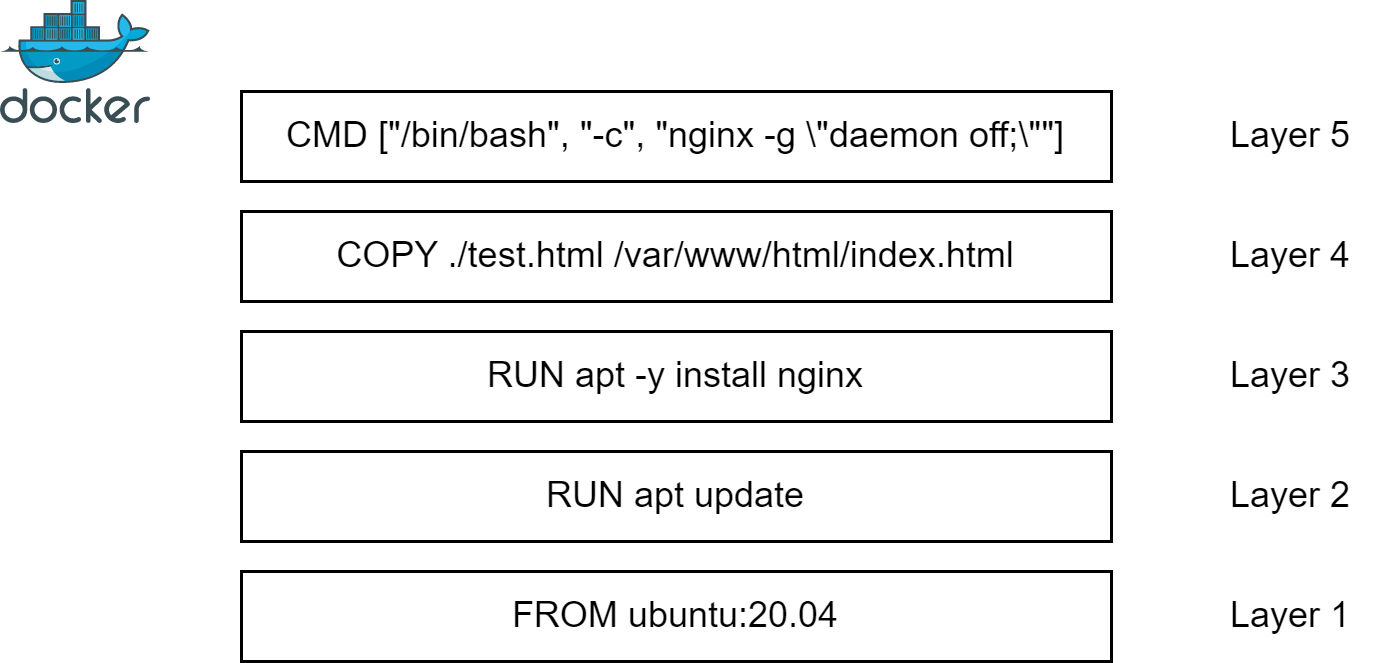 docker
CMD ["/bin/bash", "-c", "nginx -g \"daemon off;\""] Layer 5
COPY ./test.html /var/www/html/index.html Layer 4
RUN apt -y install nginx Layer 3
RUN apt update Layer 2
FROM ubuntu:20.04 Layer 1